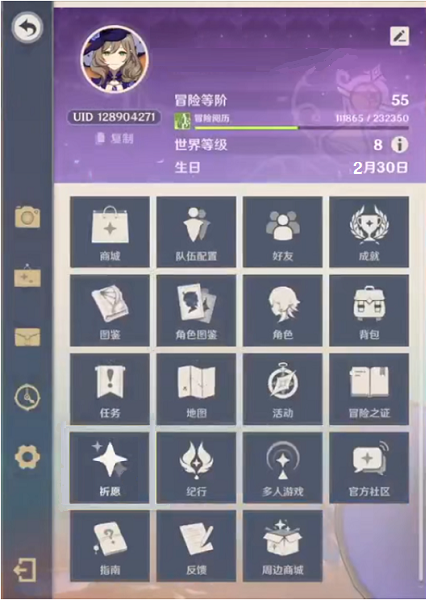 冒险等阶 55
冒险阅历 111865 / 232350
UID 128904271
世界等级 8
复制
生日 2月30日
商城 队伍配置 好友 成就
图鉴 角色图鉴 角色 背包
任务 地图 活动 冒险之证
祈愿 纪行 多人游戏 官方社区
指南 反馈 周边商城